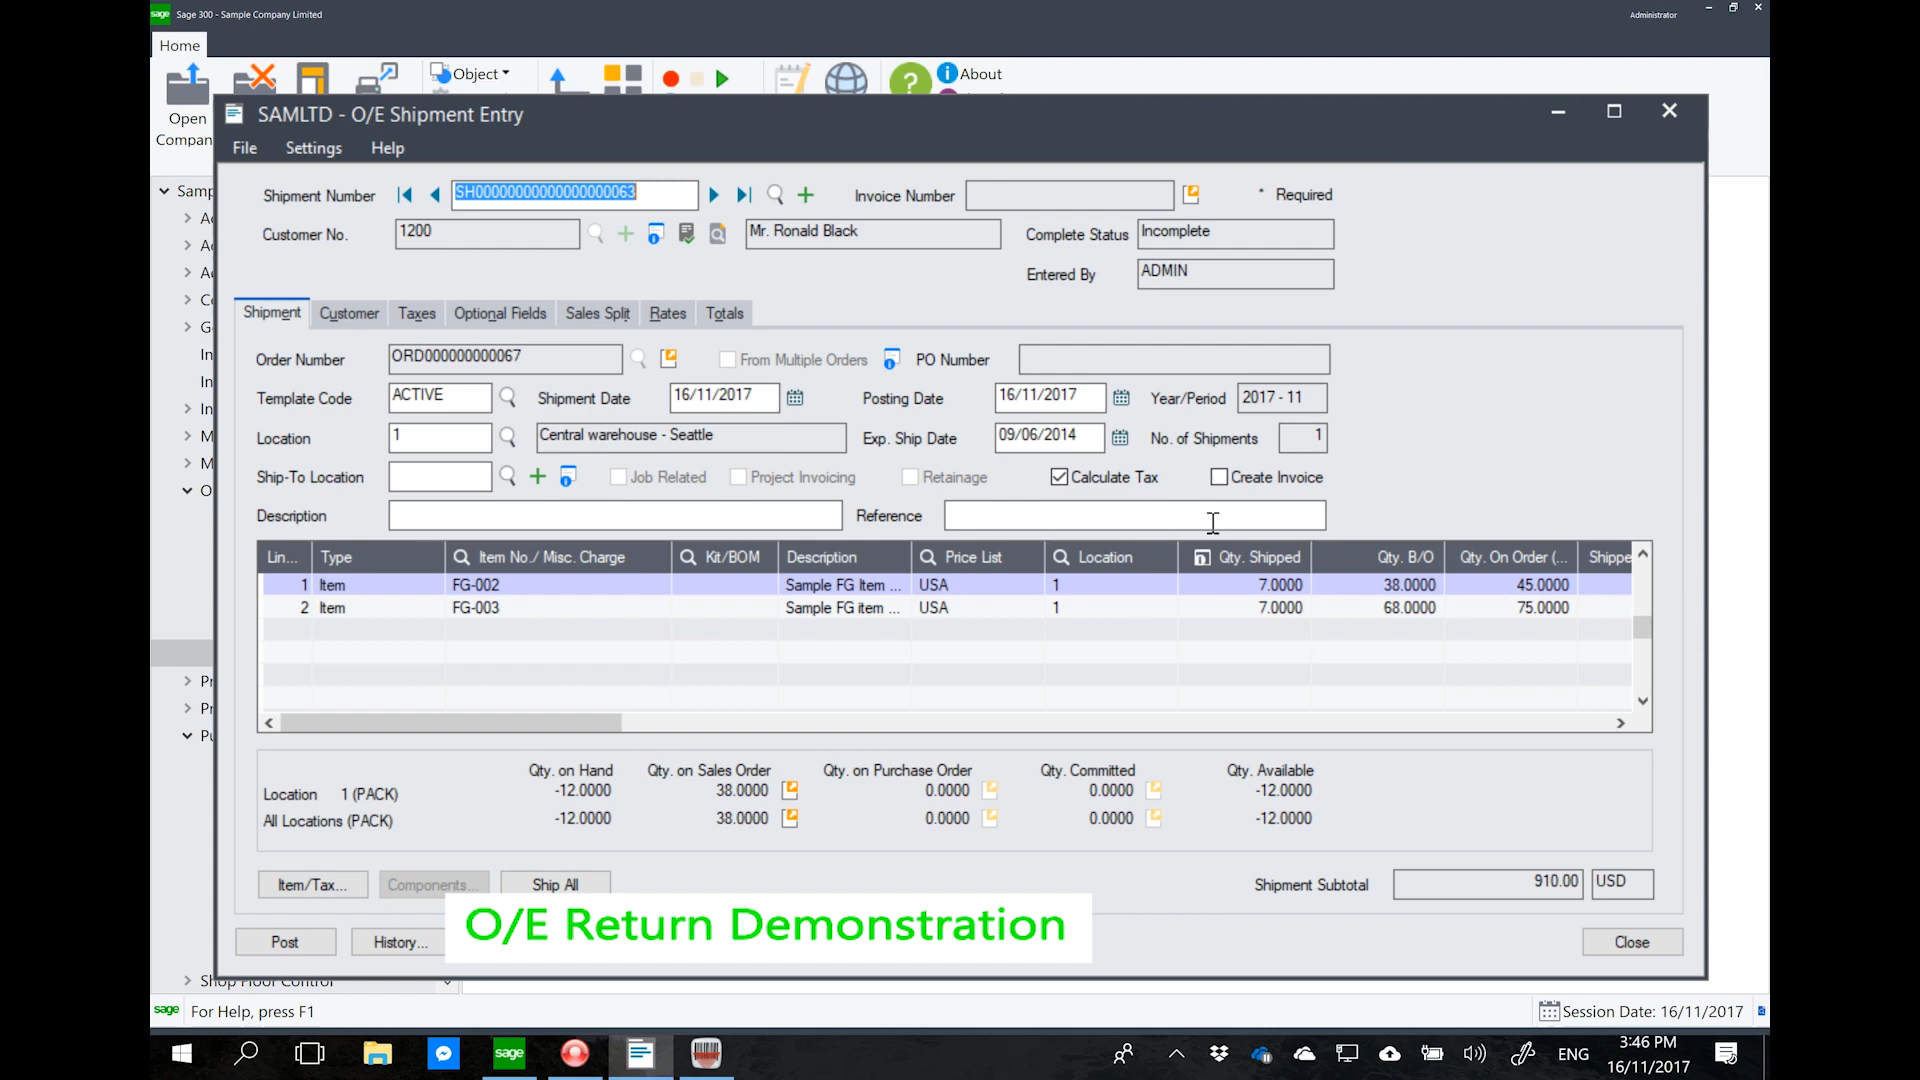 sage Sage 300 - Sample Company Limited Administrator
Home
Object About
Open
Compan
SAMLTD - O/E Shipment Entry
File Settings Help
Shipment Number SH00000000000000000063 Invoice Number * Required
Customer No. 1200 Mr. Ronald Black Complete Status Incomplete
Entered By ADMIN
Shipment Customer Taxes Optional Fields Sales Split Rates Totals
Order Number ORD000000000067 From Multiple Orders PO Number
Template Code ACTIVE Shipment Date 16/11/2017 Posting Date 16/11/2017 Year/Period 2017 - 11
Location 1 Central warehouse - Seattle Exp. Ship Date 09/06/2014 No. of Shipments 1
Ship-To Location Job Related Project Invoicing Retainage Calculate Tax Create Invoice
Description Reference
Lin... Type Item No./ Misc. Charge Kit/BOM Description Price List Location Qty. Shipped Qty. B/O Qty. On Order (... Shippe
1 Item FG-002 Sample FG Item ... USA 1 7.0000 38.0000 45.0000
2 Item FG-003 Sample FG item ... USA 1 7.0000 68.0000 75.0000
Qty. on Hand Qty. on Sales Order Qty. on Purchase Order Qty. Committed Qty. Available
Location 1 (PACK) -12.0000 38.0000 0.0000 0.0000 -12.0000
All Locations (PACK) -12.0000 38.0000 0.0000 0.0000 -12.0000
Item/Tax... Components... Ship All Shipment Subtotal 910.00 USD
O/E Return Demonstration
Post History... Close
sage For Help, press F1 Session Date: 16/11/2017
sage ENG 3:46 PM
16/11/2017